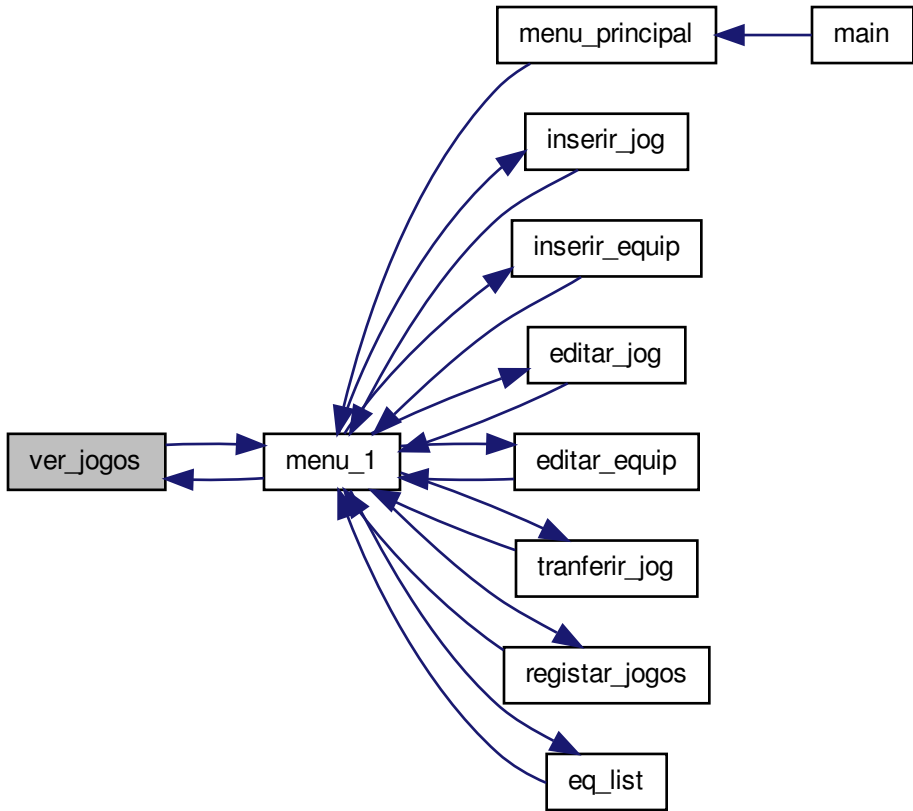 menu_principal
main
inserir_jog
inserir_equip
editar_jog
ver_jogos
menu_1
editar_equip
tranferir_jog
registar_jogos
eq_list